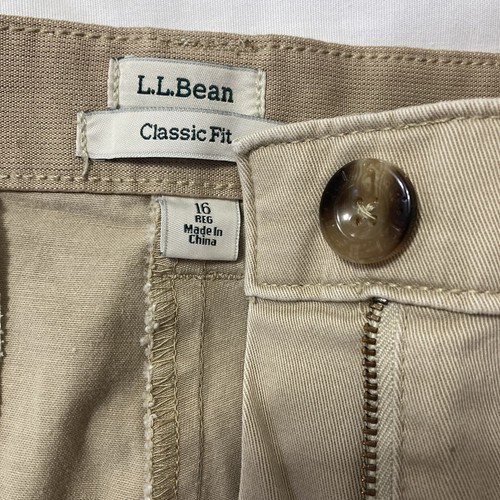 L.L.Bean
Classic Fit
16
REG
Made In
China